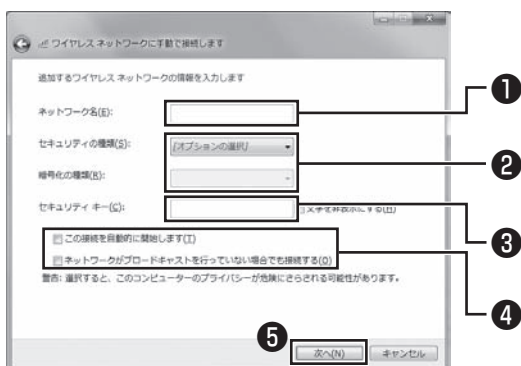 ワイヤレス ネットワークに手動で接続します
追加するワイヤレス ネットワークの情報を入力します
ネットワーク名(E):
❶
セキュリティの種類(S): [オプションの選択]
❷
暗号化の種類(R):
セキュリティ キー(C): 文字を非表示にする(H)
❸
この接続を自動的に開始します(T)
ネットワークがブロードキャストを行っていない場合でも接続する(O)
警告: 選択すると、このコンピューターのプライバシーが危険にさらされる可能性があります。
❹
❺ 次へ(N) キャンセル